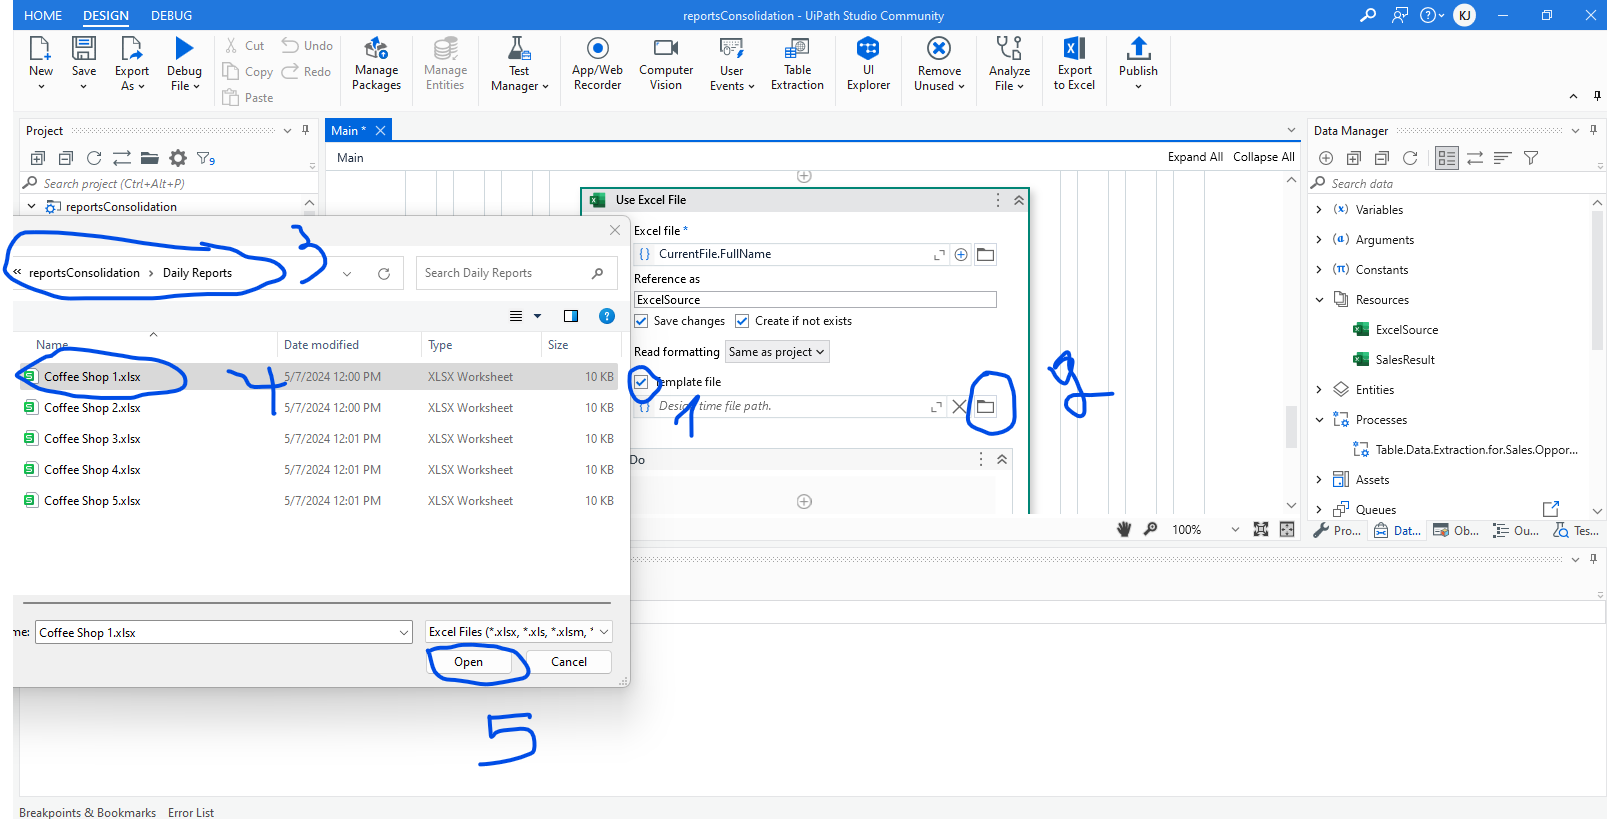 HOME DESIGN DEBUG reportsConsolidation - UiPath Studio Community KJ
New Save Export As Debug File Cut Copy Paste Undo Redo Manage Packages Manage Entities Test Manager App/Web Recorder Computer Vision User Events Table Extraction UI Explorer Remove Unused Analyze File Export to Excel Publish
Project
9
Search project (Ctrl+Alt+P)
reportsConsolidation
Main *
Main Expand All Collapse All
Use Excel File
Excel file *
CurrentFile.FullName
Reference as
ExcelSource
Save changes Create if not exists
Read formatting Same as project
Template file
Design time file path.
Do
100%
3
« reportsConsolidation > Daily Reports
Search Daily Reports
Name Date modified Type Size
Coffee Shop 1.xlsx 5/7/2024 12:00 PM XLSX Worksheet 10 KB
Coffee Shop 2.xlsx 5/7/2024 12:00 PM XLSX Worksheet 10 KB
Coffee Shop 3.xlsx 5/7/2024 12:01 PM XLSX Worksheet 10 KB
Coffee Shop 4.xlsx 5/7/2024 12:01 PM XLSX Worksheet 10 KB
Coffee Shop 5.xlsx 5/7/2024 12:01 PM XLSX Worksheet 10 KB
4
1
2
me: Coffee Shop 1.xlsx Excel Files (*.xlsx, *.xls, *.xlsm, *
Open Cancel
5
Data Manager
Search data
(x) Variables
(a) Arguments
(π) Constants
Resources
ExcelSource
SalesResult
Entities
Processes
Table.Data.Extraction.for.Sales.Oppor...
Assets
Queues
Pro... Dat... Ob... Ou... Tes...
Breakpoints & Bookmarks Error List